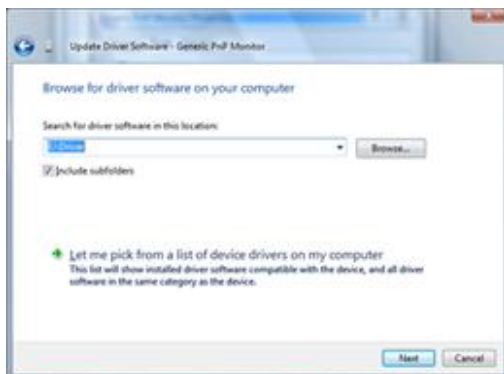 Update Driver Software - Generic PnP Monitor
Browse for driver software on your computer
Search for driver software in this location:
Browse...
Include subfolders
Let me pick from a list of device drivers on my computer
This list will show installed driver software compatible with the device, and all driver
software in the same category as the device.
Next
Cancel